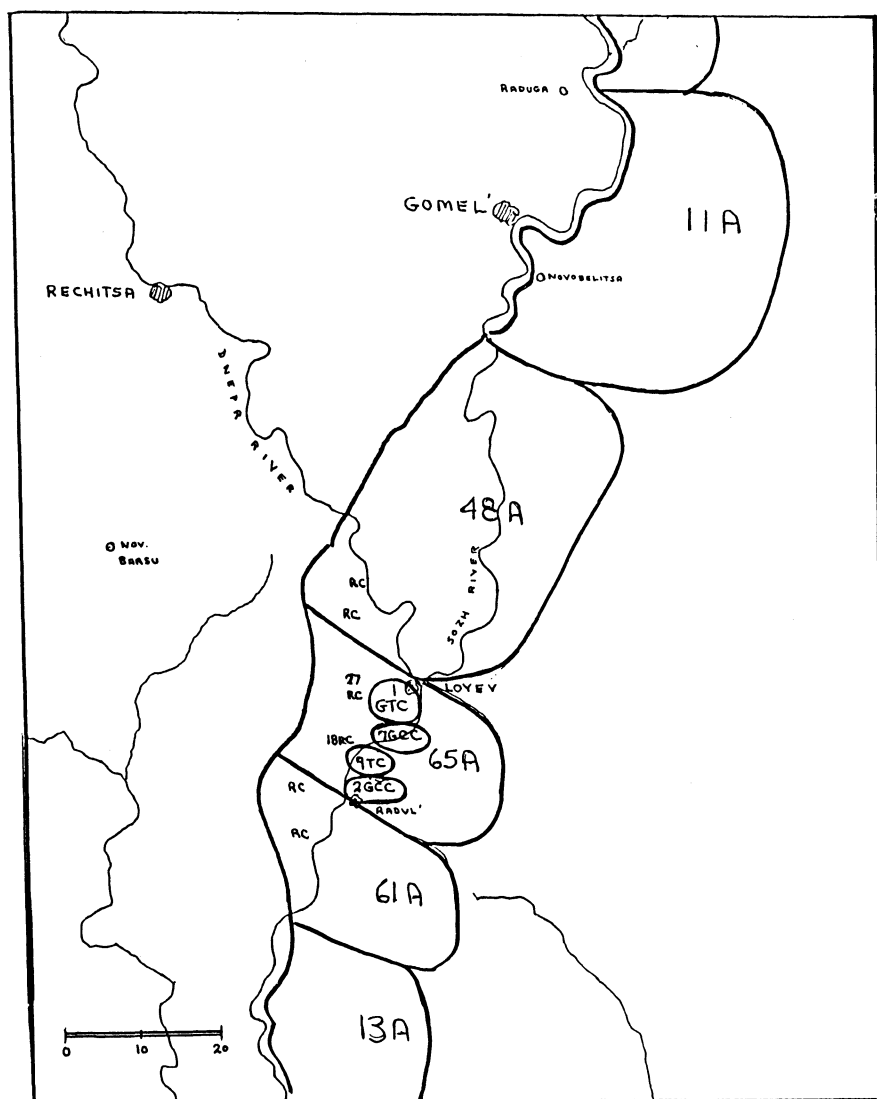 RADUGA
GOMEL'
11A
NOVOBELITSA
RECHITSA
DNEPR RIVER
48A
NOV.
BARSU
SOZH RIVER
RC
RC
27
RC
1
GTC
LOYEV
18RC
7GCC
9TC
65A
2GCC
RC
RADUL'
RC
61A
13A
0 10 20